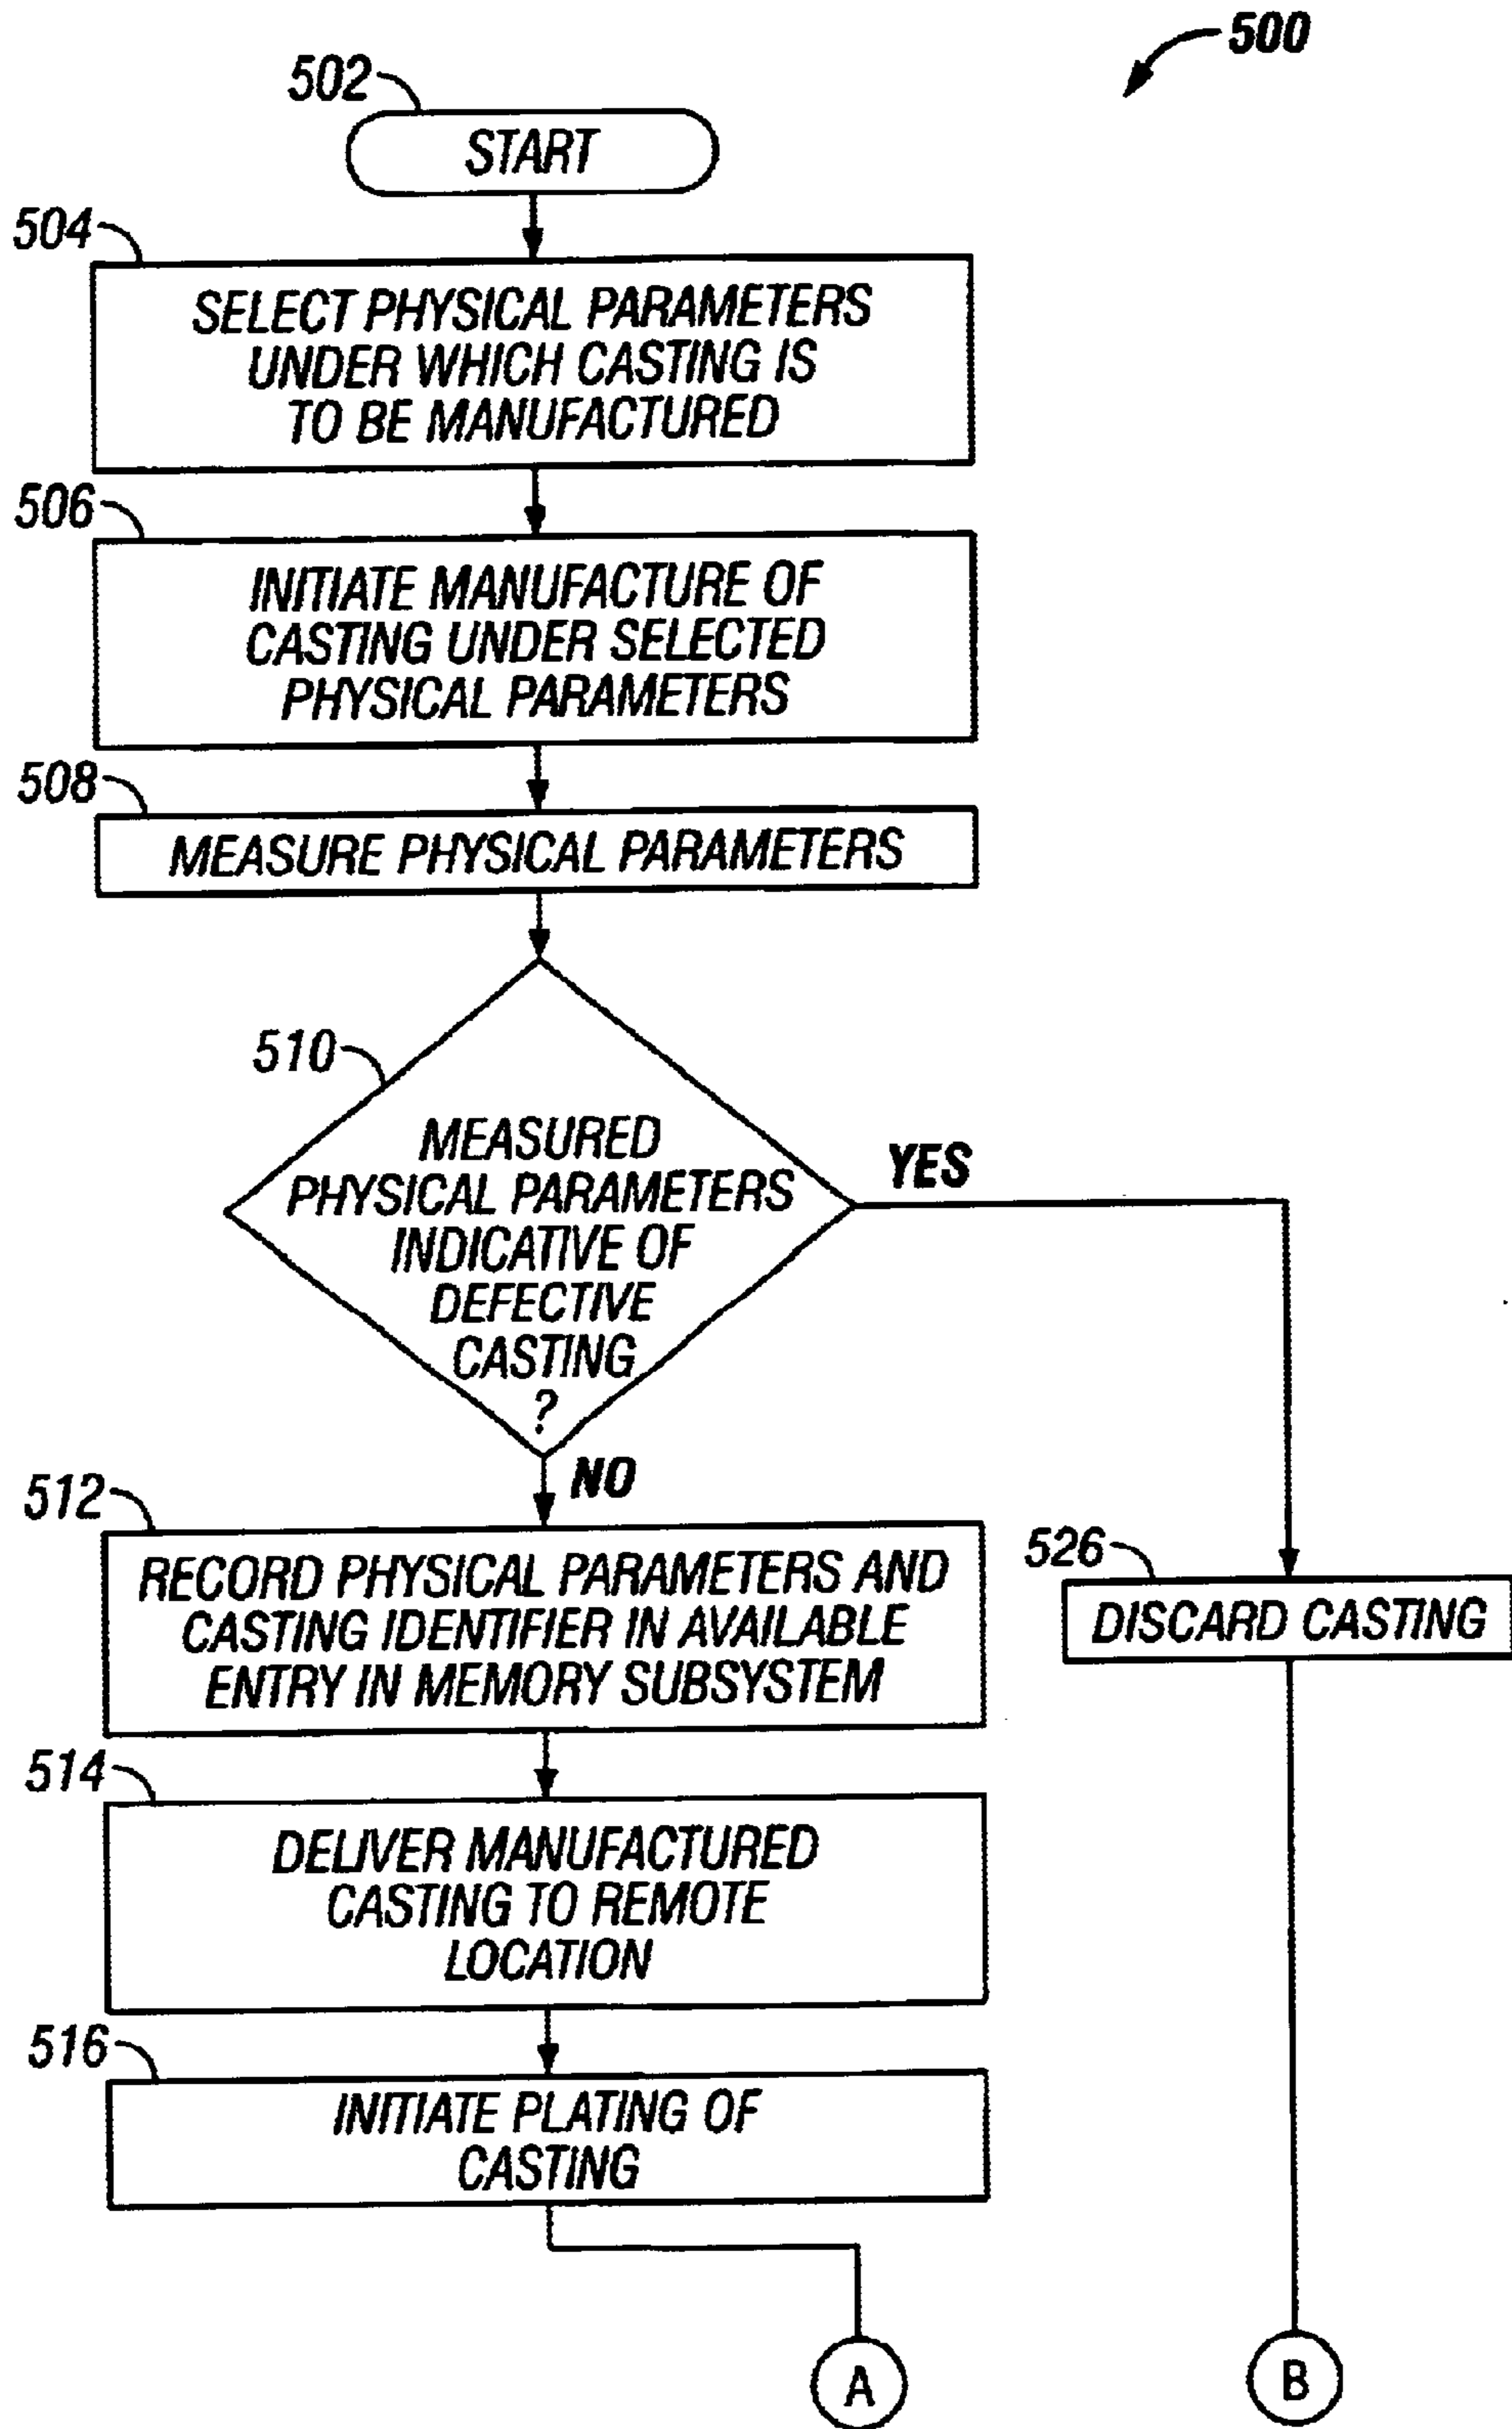 500
502
START
504
SELECT PHYSICAL PARAMETERS
UNDER WHICH CASTING IS
TO BE MANUFACTURED
506
INITIATE MANUFACTURE OF
CASTING UNDER SELECTED
PHYSICAL PARAMETERS
508
MEASURE PHYSICAL PARAMETERS
510
MEASURED
PHYSICAL PARAMETERS
INDICATIVE OF
DEFECTIVE
CASTING
?
YES
NO
512
RECORD PHYSICAL PARAMETERS AND
CASTING IDENTIFIER IN AVAILABLE
ENTRY IN MEMORY SUBSYSTEM
526
DISCARD CASTING
514
DELIVER MANUFACTURED
CASTING TO REMOTE
LOCATION
516
INITIATE PLATING OF
CASTING
A
B